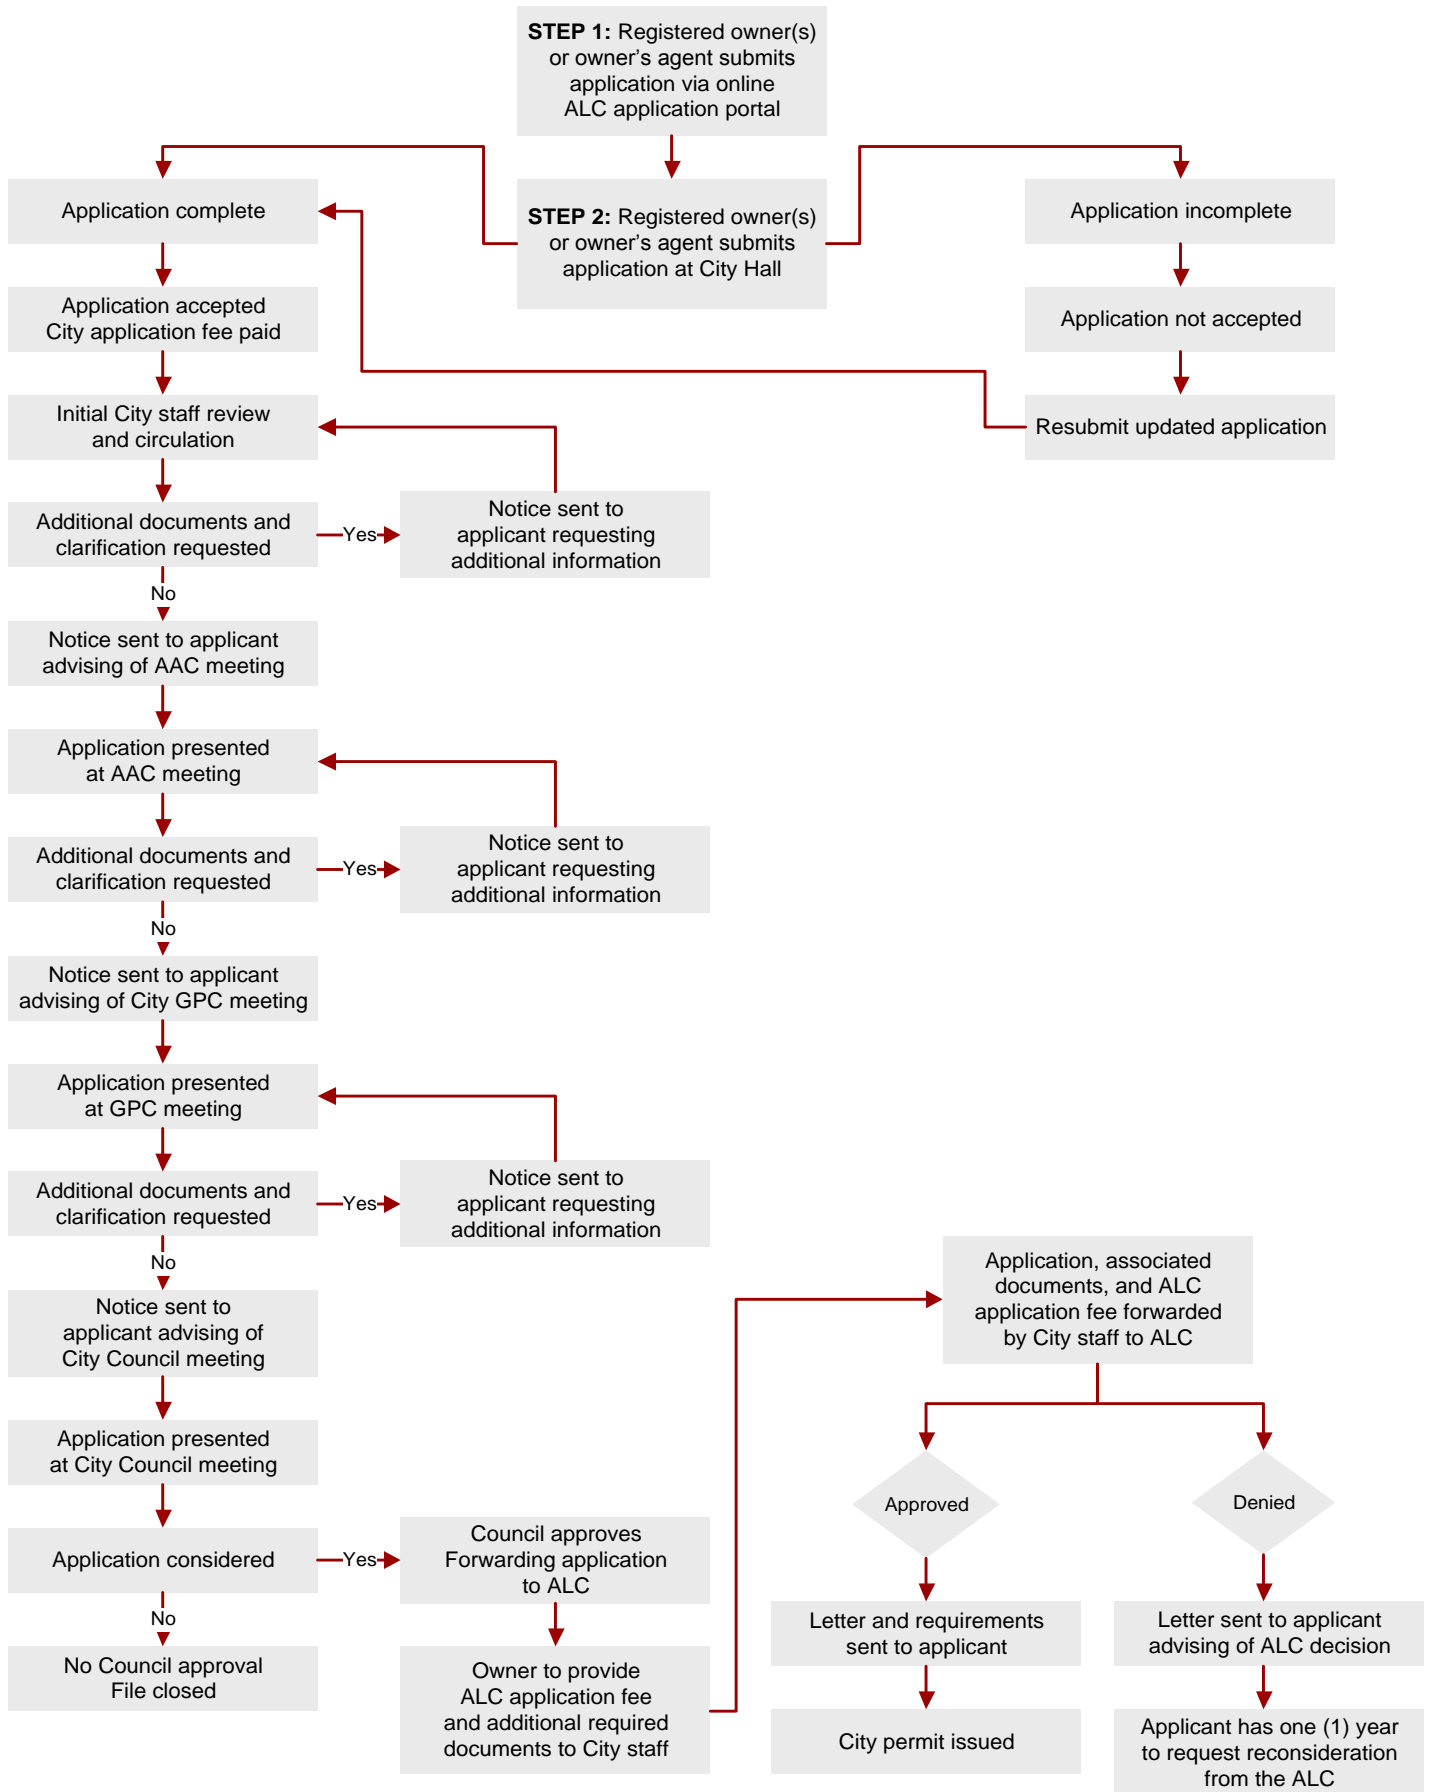 STEP 1: Registered owner(s)
or owner's agent submits
application via online
ALC application portal
Application complete
STEP 2: Registered owner(s)
or owner's agent submits
application at City Hall
Application incomplete
Application accepted
City application fee paid
Application not accepted
Initial City staff review
and circulation
Resubmit updated application
Additional documents and
clarification requested
Yes
Notice sent to
applicant requesting
additional information
No
Notice sent to applicant
advising of AAC meeting
Application presented
at AAC meeting
Additional documents and
clarification requested
Yes
Notice sent to
applicant requesting
additional information
No
Notice sent to applicant
advising of City GPC meeting
Application presented
at GPC meeting
Additional documents and
clarification requested
Yes
Notice sent to
applicant requesting
additional information
No
Notice sent to
applicant advising of
City Council meeting
Application presented
at City Council meeting
Application considered
Yes
Council approves
Forwarding application
to ALC
No
No Council approval
File closed
Owner to provide
ALC application fee
and additional required
documents to City staff
Application, associated
documents, and ALC
application fee forwarded
by City staff to ALC
Approved
Denied
Letter and requirements
sent to applicant
Letter sent to applicant
advising of ALC decision
City permit issued
Applicant has one (1) year
to request reconsideration
from the ALC